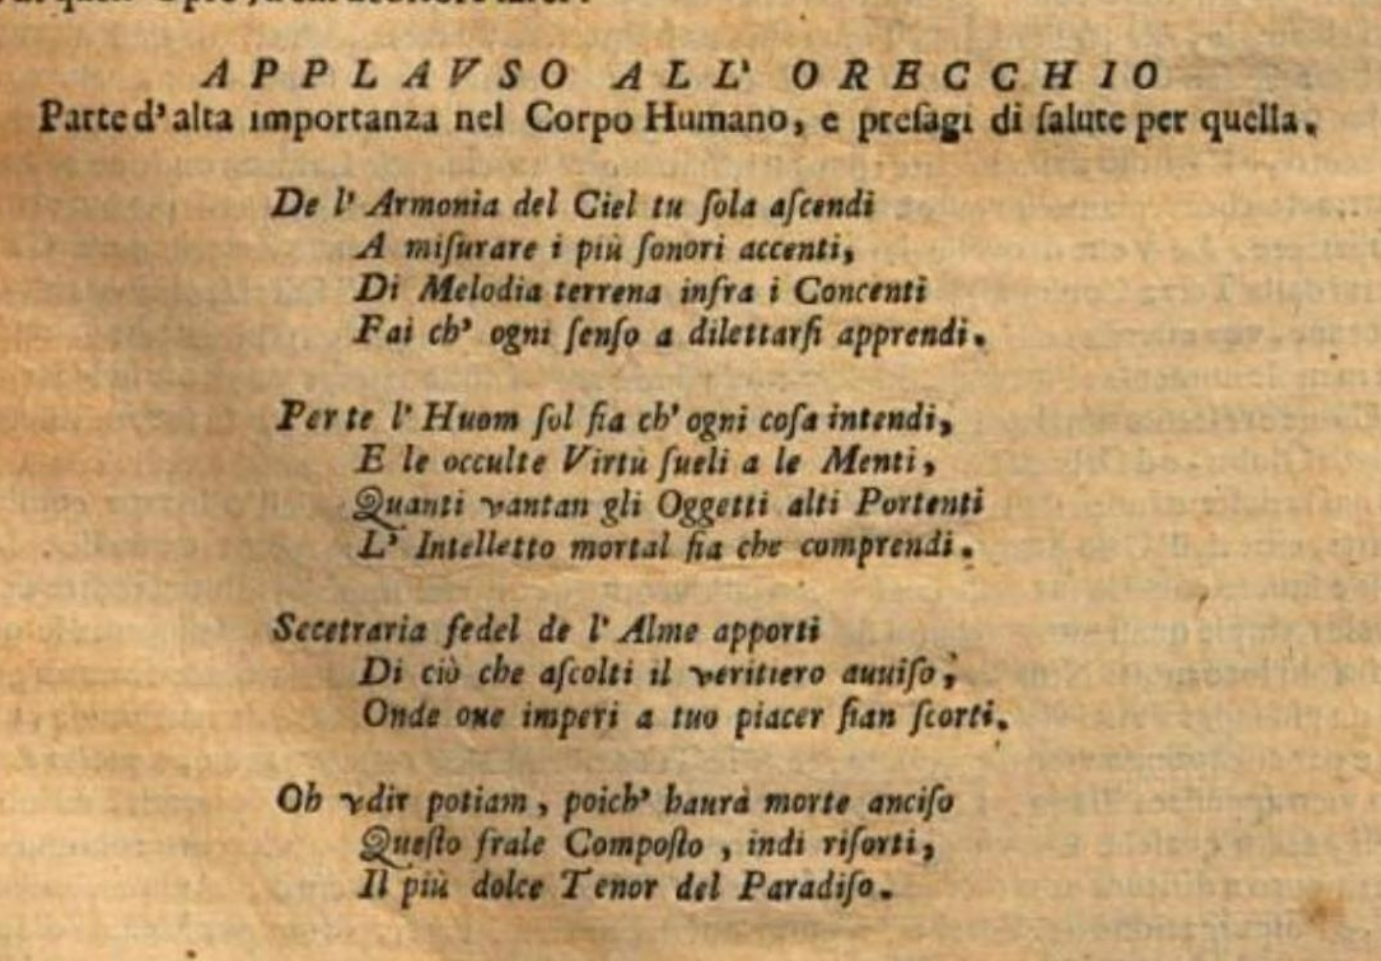 APPLAVSO ALL' ORECCHIO
Parte d'alta importanza nel Corpo Humano, e preſagi di ſalute per quella.
De l' Armonia del Ciel tu ſola aſcendi
A miſurare i più ſonori accenti,
Di Melodia terrena infra i Concenti
Fai ch' ogni ſenſo a dilettarſi apprendi.
Per te l' Huom ſol fia ch' ogni coſa intendi,
E le occulte Virtù ſueli a le Menti,
Quanti vantan gli Oggetti alti Portenti
L' Intelletto mortal fia che comprendi.
Secetraria fedel de l' Alme apporti
Di ciò che aſcolti il veritiero auuiſo;
Onde oue imperi a tuo piacer ſian ſcorti.
Oh vdir potiam, poich' haurà morte anciſo
Queſto frale Compoſto, indi riſorti,
Il più dolce Tenor del Paradiſo.